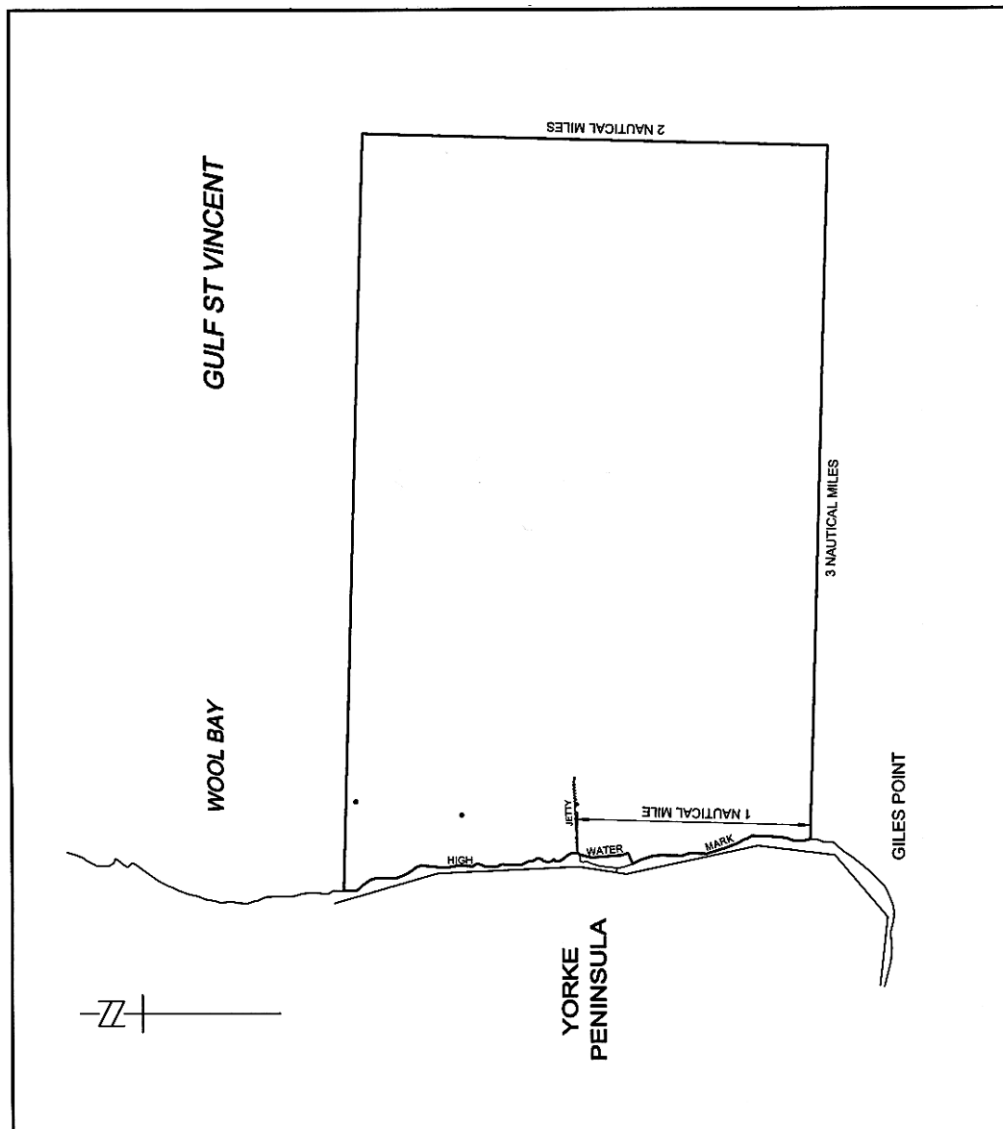 2 NAUTICAL MILES
GULF ST VINCENT
3 NAUTICAL MILES
WOOL BAY
JETTY
1 NAUTICAL MILE
HIGH
WATER
MARK
GILES POINT
YORKE
PENINSULA